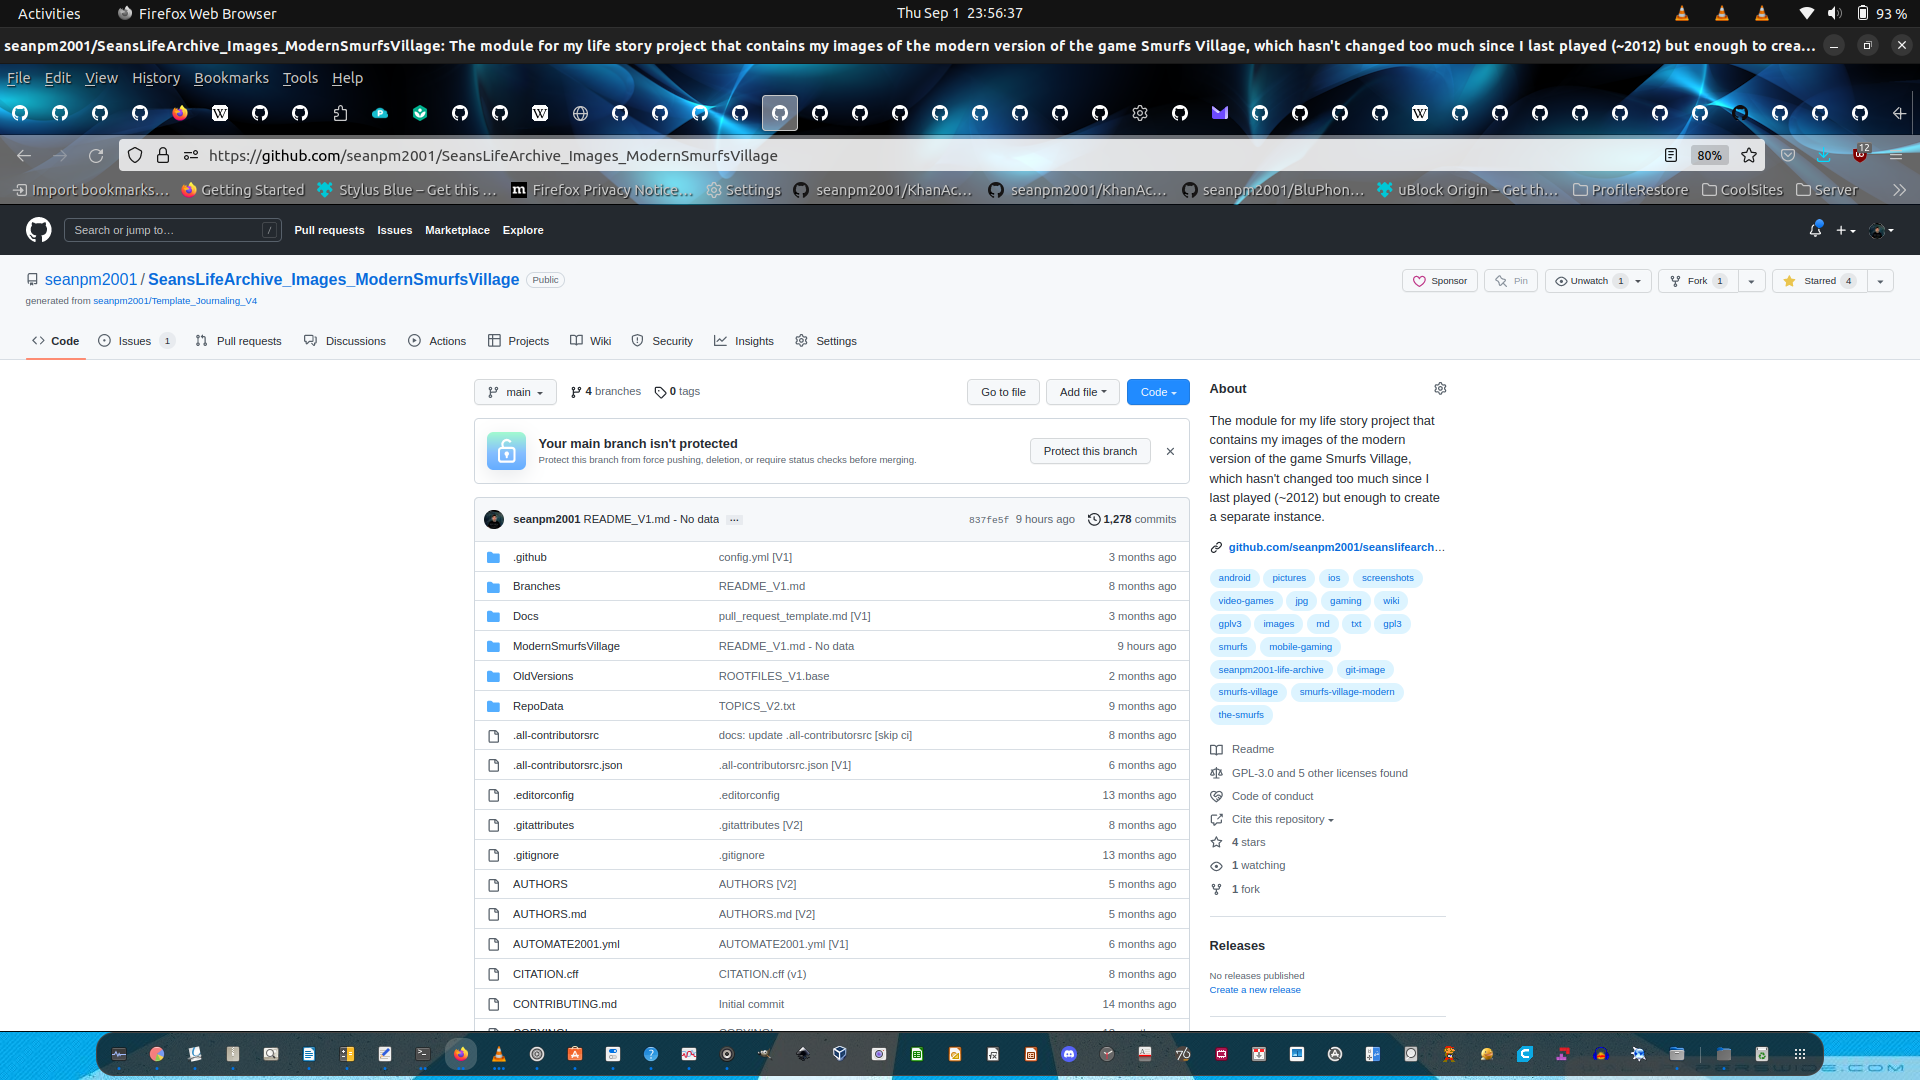 Activities
Firefox Web Browser
Thu Sep 1 23:56:37
93 %
seanpm2001/SeansLifeArchive_Images_ModernSmurfsVillage: The module for my life story project that contains my images of the modern version of the game Smurfs Village, which hasn't changed too much since I last played (~2012) but enough to crea…
File Edit View History Bookmarks Tools Help
https://github.com/seanpm2001/SeansLifeArchive_Images_ModernSmurfsVillage
80%
12
Import bookmarks… Getting Started Stylus Blue – Get this … Firefox Privacy Notice… Settings seanpm2001/KhanAc… seanpm2001/KhanAc… seanpm2001/BluPhon… uBlock Origin – Get th… ProfileRestore CoolSites Server
Search or jump to… / Pull requests Issues Marketplace Explore
seanpm2001 / SeansLifeArchive_Images_ModernSmurfsVillage Public
Sponsor Pin Unwatch 1 Fork 1 Starred 4
generated from seanpm2001/Template_Journaling_V4
Code Issues 1 Pull requests Discussions Actions Projects Wiki Security Insights Settings
main 4 branches 0 tags Go to file Add file Code
Your main branch isn't protected
Protect this branch from force pushing, deletion, or require status checks before merging.
Protect this branch
seanpm2001 README_V1.md - No data … 837fe5f 9 hours ago 1,278 commits
.github config.yml [V1] 3 months ago
Branches README_V1.md 8 months ago
Docs pull_request_template.md [V1] 3 months ago
ModernSmurfsVillage README_V1.md - No data 9 hours ago
OldVersions ROOTFILES_V1.base 2 months ago
RepoData TOPICS_V2.txt 9 months ago
.all-contributorsrc docs: update .all-contributorsrc [skip ci] 8 months ago
.all-contributorsrc.json .all-contributorsrc.json [V1] 6 months ago
.editorconfig .editorconfig 13 months ago
.gitattributes .gitattributes [V2] 8 months ago
.gitignore .gitignore 13 months ago
AUTHORS AUTHORS [V2] 5 months ago
AUTHORS.md AUTHORS.md [V2] 5 months ago
AUTOMATE2001.yml AUTOMATE2001.yml [V1] 6 months ago
CITATION.cff CITATION.cff (v1) 8 months ago
CONTRIBUTING.md Initial commit 14 months ago
About
The module for my life story project that
contains my images of the modern
version of the game Smurfs Village,
which hasn't changed too much since I
last played (~2012) but enough to create
a separate instance.
github.com/seanpm2001/seanslifearch…
android pictures ios screenshots
video-games jpg gaming wiki
gplv3 images md txt gpl3
smurfs mobile-gaming
seanpm2001-life-archive git-image
smurfs-village smurfs-village-modern
the-smurfs
Readme
GPL-3.0 and 5 other licenses found
Code of conduct
Cite this repository
4 stars
1 watching
1 fork
Releases
No releases published
Create a new release